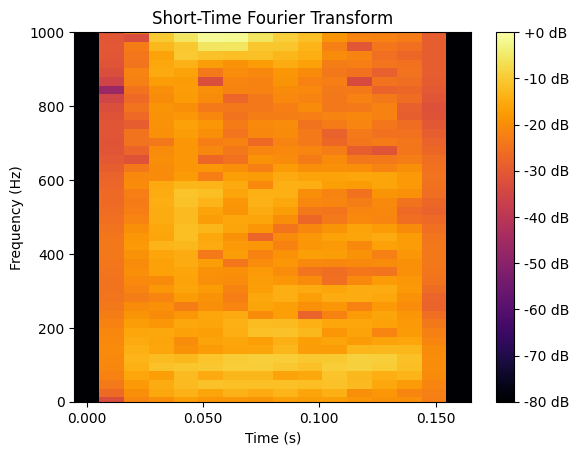 Short-Time Fourier Transform
1000
800
600
400
200
0
Frequency (Hz)
0.000
0.050
0.100
0.150
Time (s)
+0 dB
-10 dB
-20 dB
-30 dB
-40 dB
-50 dB
-60 dB
-70 dB
-80 dB